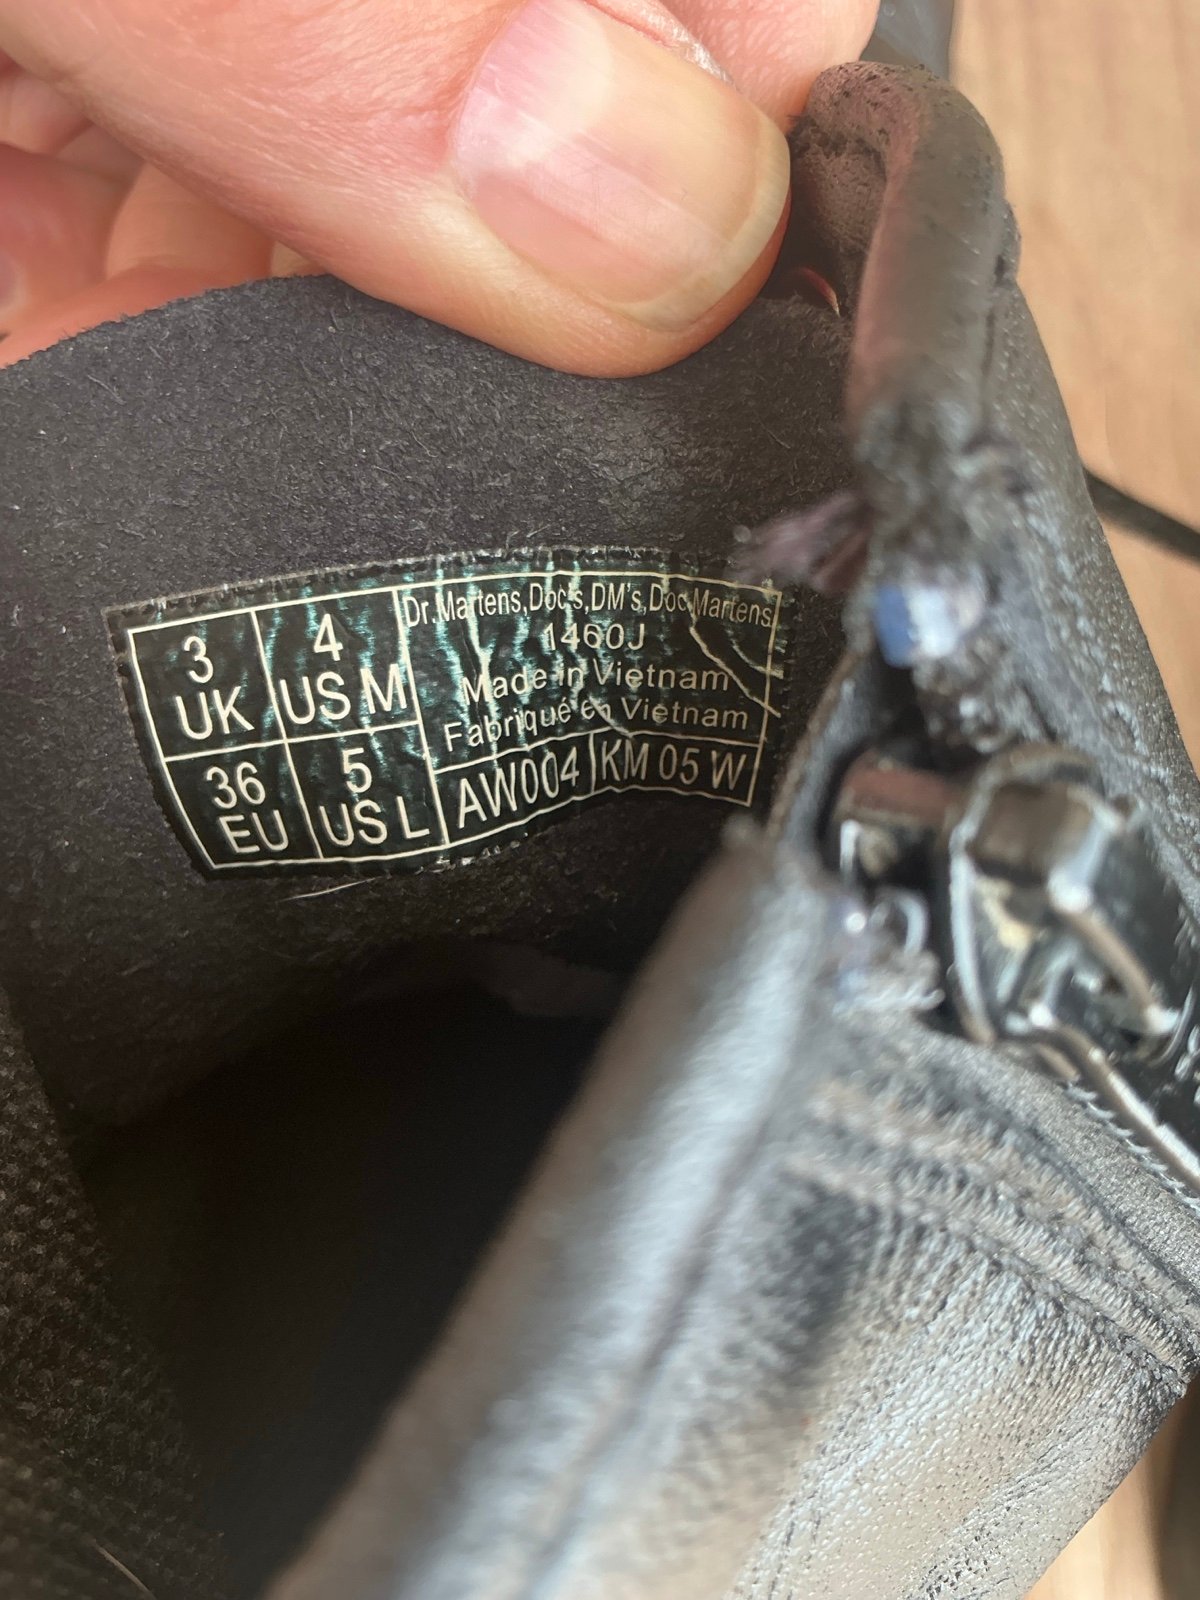 3
UK
4
US M
36
EU
5
US L
Dr.Martens,Doc's,DM's,Doc Martens
1460J
Made in Vietnam
Fabriqué en Vietnam
AW004
KM 05 W